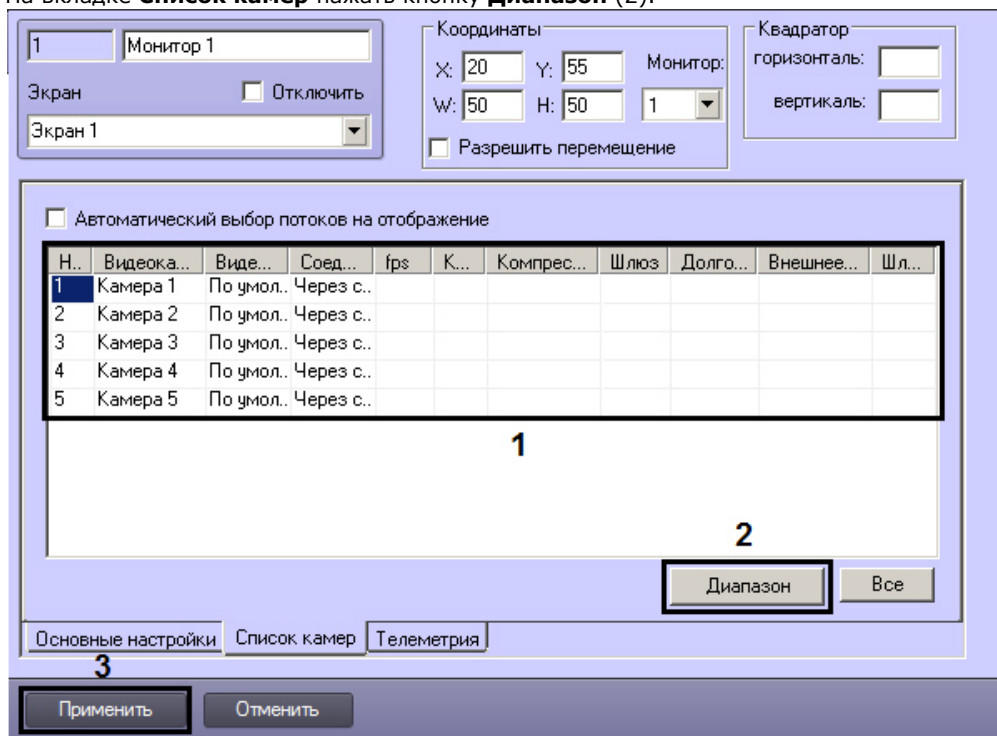 На вкладке Список камер нажать кнопку Диапазон (2).
1 Монитор 1
Экран Отключить
Экран 1
Координаты
X: 20 Y: 55 Монитор:
W: 50 H: 50 1
Разрешить перемещение
Квадратор
горизонталь:
вертикаль:
Автоматический выбор потоков на отображение
Н.. Видеока... Виде... Соед... fps К... Компрес... Шлюз Долго... Внешнее... Шл...
1 Камера 1 По умол.. Через с..
2 Камера 2 По умол.. Через с..
3 Камера 3 По умол.. Через с..
4 Камера 4 По умол.. Через с..
5 Камера 5 По умол.. Через с..
1
2
Диапазон Все
Основные настройки Список камер Телеметрия
3
Применить Отменить